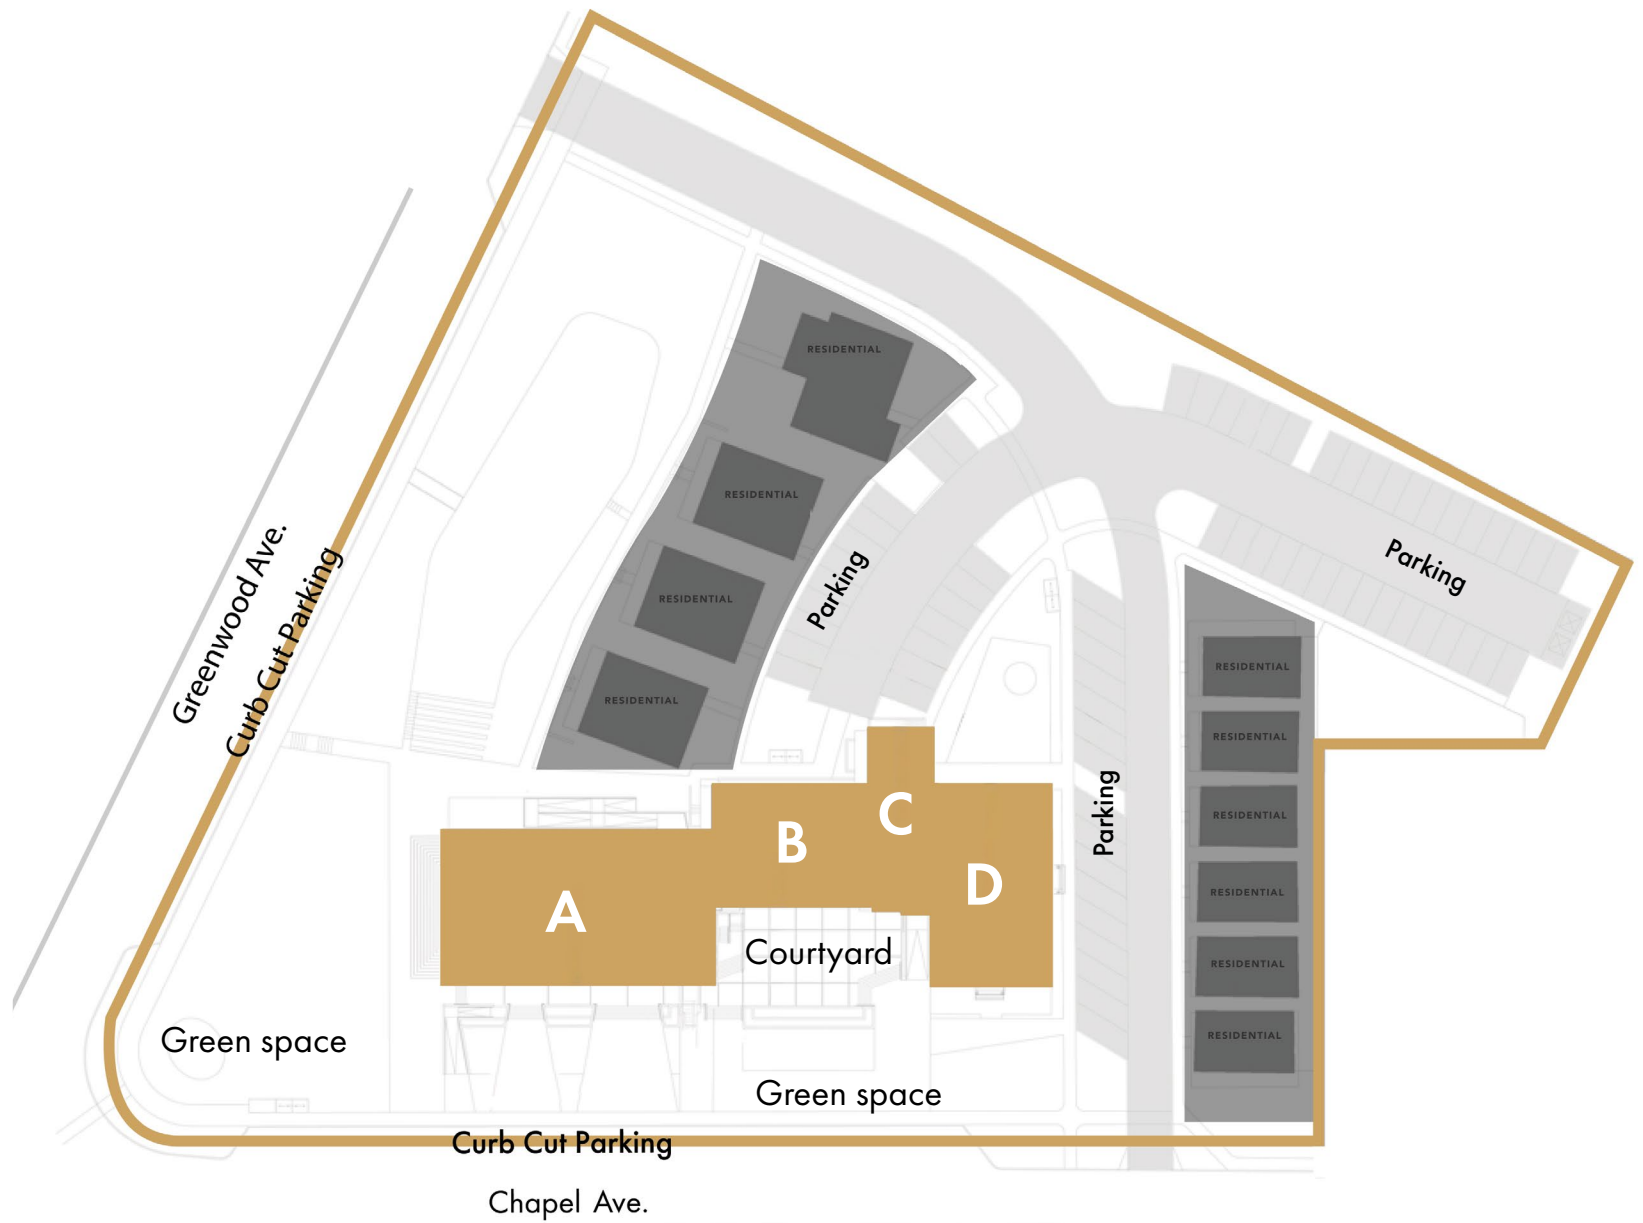 RESIDENTIAL
RESIDENTIAL
RESIDENTIAL
RESIDENTIAL
Parking
Parking
Greenwood Ave.
Curb Cut Parking
RESIDENTIAL
RESIDENTIAL
RESIDENTIAL
RESIDENTIAL
RESIDENTIAL
RESIDENTIAL
Parking
A
B
C
D
Courtyard
Green space
Green space
Curb Cut Parking
Chapel Ave.